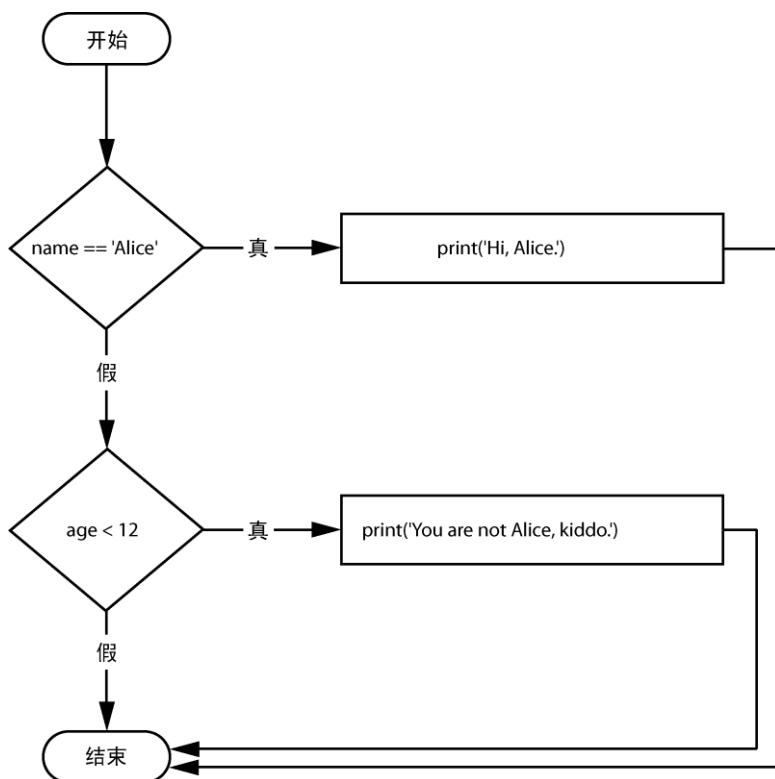 开始
name == 'Alice'
真
print('Hi, Alice.')
假
age < 12
真
print('You are not Alice, kiddo.')
假
结束